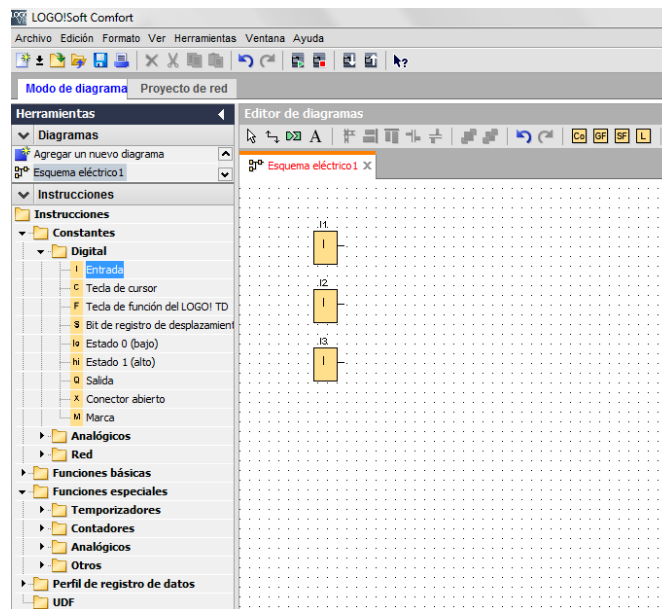 LOGO!Soft Comfort
Archivo Edición Formato Ver Herramientas Ventana Ayuda
Modo de diagrama Proyecto de red
Herramientas Editor de diagramas
Diagramas
Agregar un nuevo diagrama
Esquema eléctrico1
Esquema eléctrico1 X
Co GF SF L
Instrucciones
Instrucciones
Constantes
Digital
I Entrada
C Tecla de cursor
F Tecla de función del LOGO! TD
S Bit de registro de desplazamient
lo Estado 0 (bajo)
hi Estado 1 (alto)
Q Salida
X Conector abierto
M Marca
Analógicos
Red
Funciones básicas
Funciones especiales
Temporizadores
Contadores
Analógicos
Otros
Perfil de registro de datos
UDF
I1
I
I2
I
I3
I